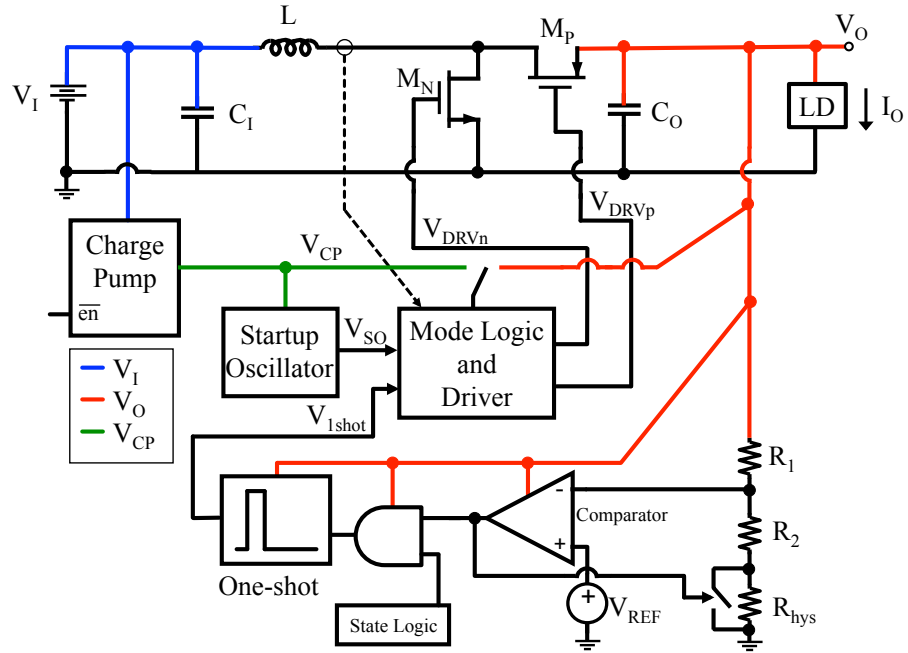 L
V_O
M_P
M_N
V_I
C_I
C_O
LD
I_O
V_DRVp
V_DRVn
Charge
Pump
V_CP
en
Startup
Oscillator
V_SO
Mode Logic
and
Driver
V_I
V_O
V_CP
V_1shot
R_1
-
Comparator
+
R_2
One-shot
+
V_REF
R_hys
State Logic